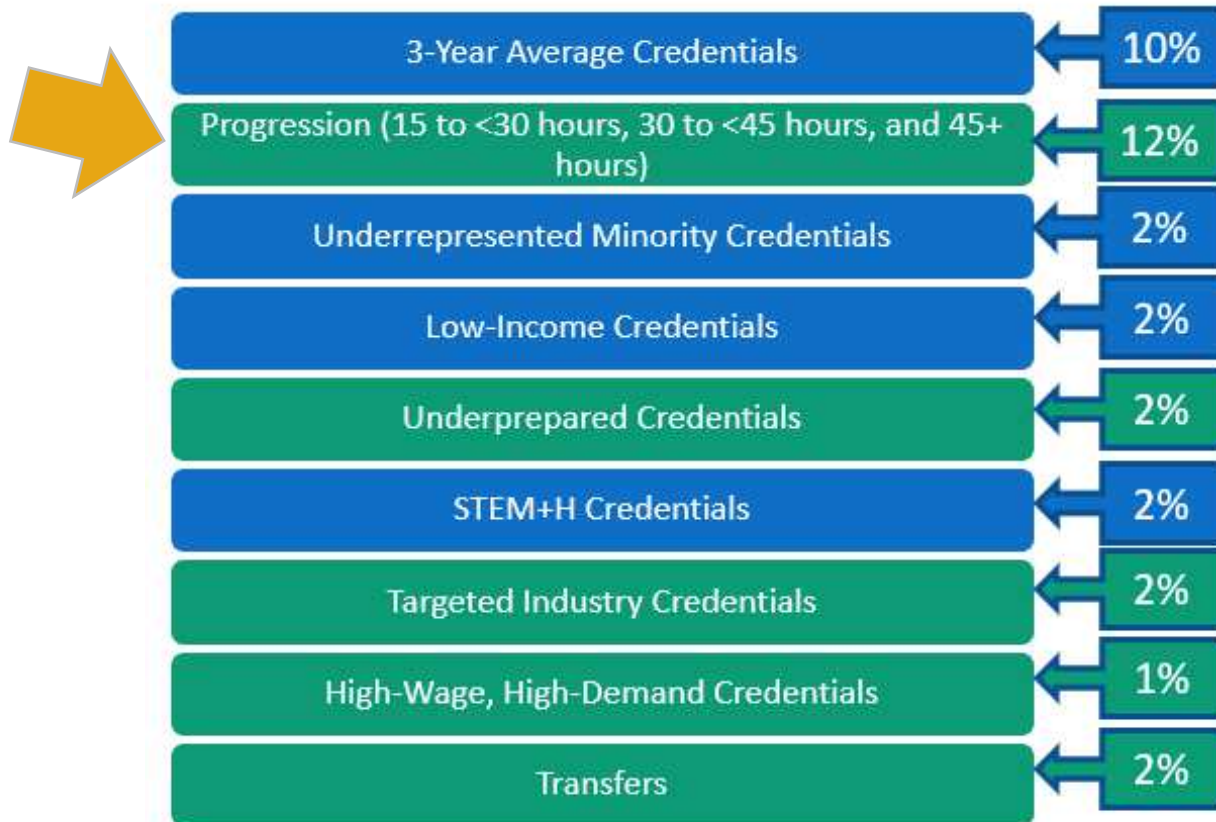 3-Year Average Credentials
10%
Progression (15 to <30 hours, 30 to <45 hours, and 45+
hours)
12%
Underrepresented Minority Credentials
2%
Low-Income Credentials
2%
Underprepared Credentials
2%
STEM+H Credentials
2%
Targeted Industry Credentials
2%
High-Wage, High-Demand Credentials
1%
Transfers
2%